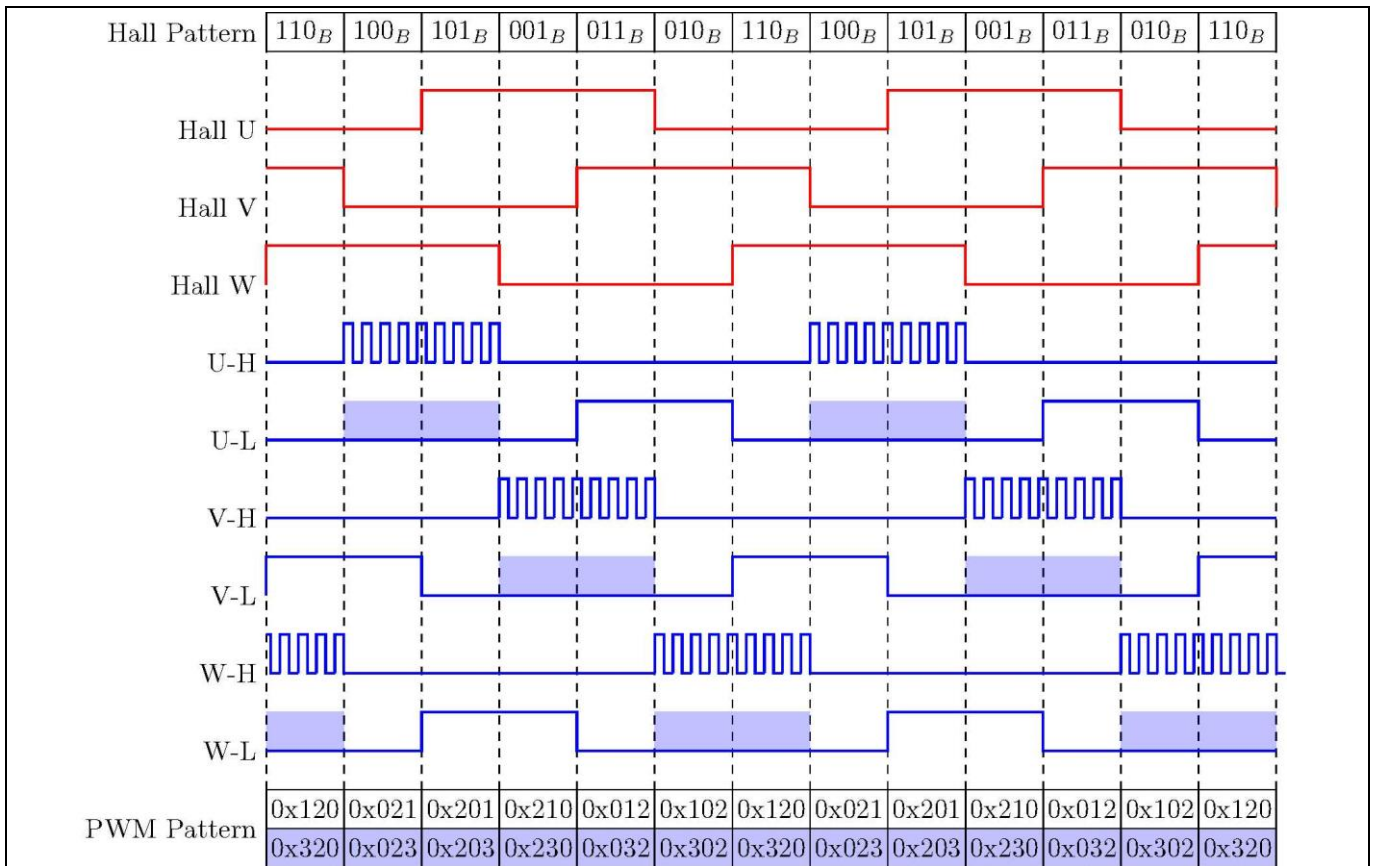 Hall Pattern 110B 100B 101B 001B 011B 010B 110B 100B 101B 001B 011B 010B 110B
Hall U
Hall V
Hall W
U-H
U-L
V-H
V-L
W-H
W-L
PWM Pattern
0x120 0x021 0x201 0x210 0x012 0x102 0x120 0x021 0x201 0x210 0x012 0x102 0x120
0x320 0x023 0x203 0x230 0x032 0x302 0x320 0x023 0x203 0x230 0x032 0x302 0x320